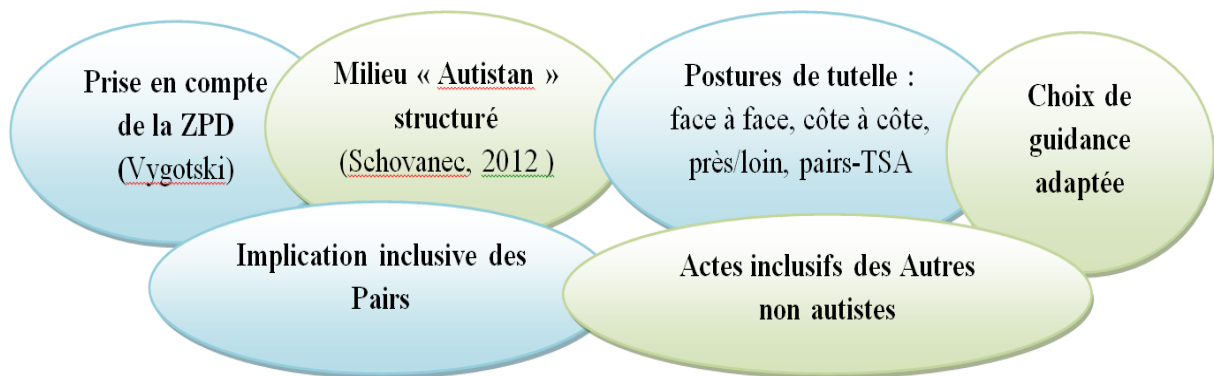 Prise en compte
de la ZPD
(Vygotski)
Milieu « Autistan »
structuré
(Schovanec, 2012 )
Postures de tutelle :
face à face, côte à côte,
près/loin, pairs-TSA
Choix de
guidance
adaptée
Implication inclusive des
Pairs
Actes inclusifs des Autres
non autistes